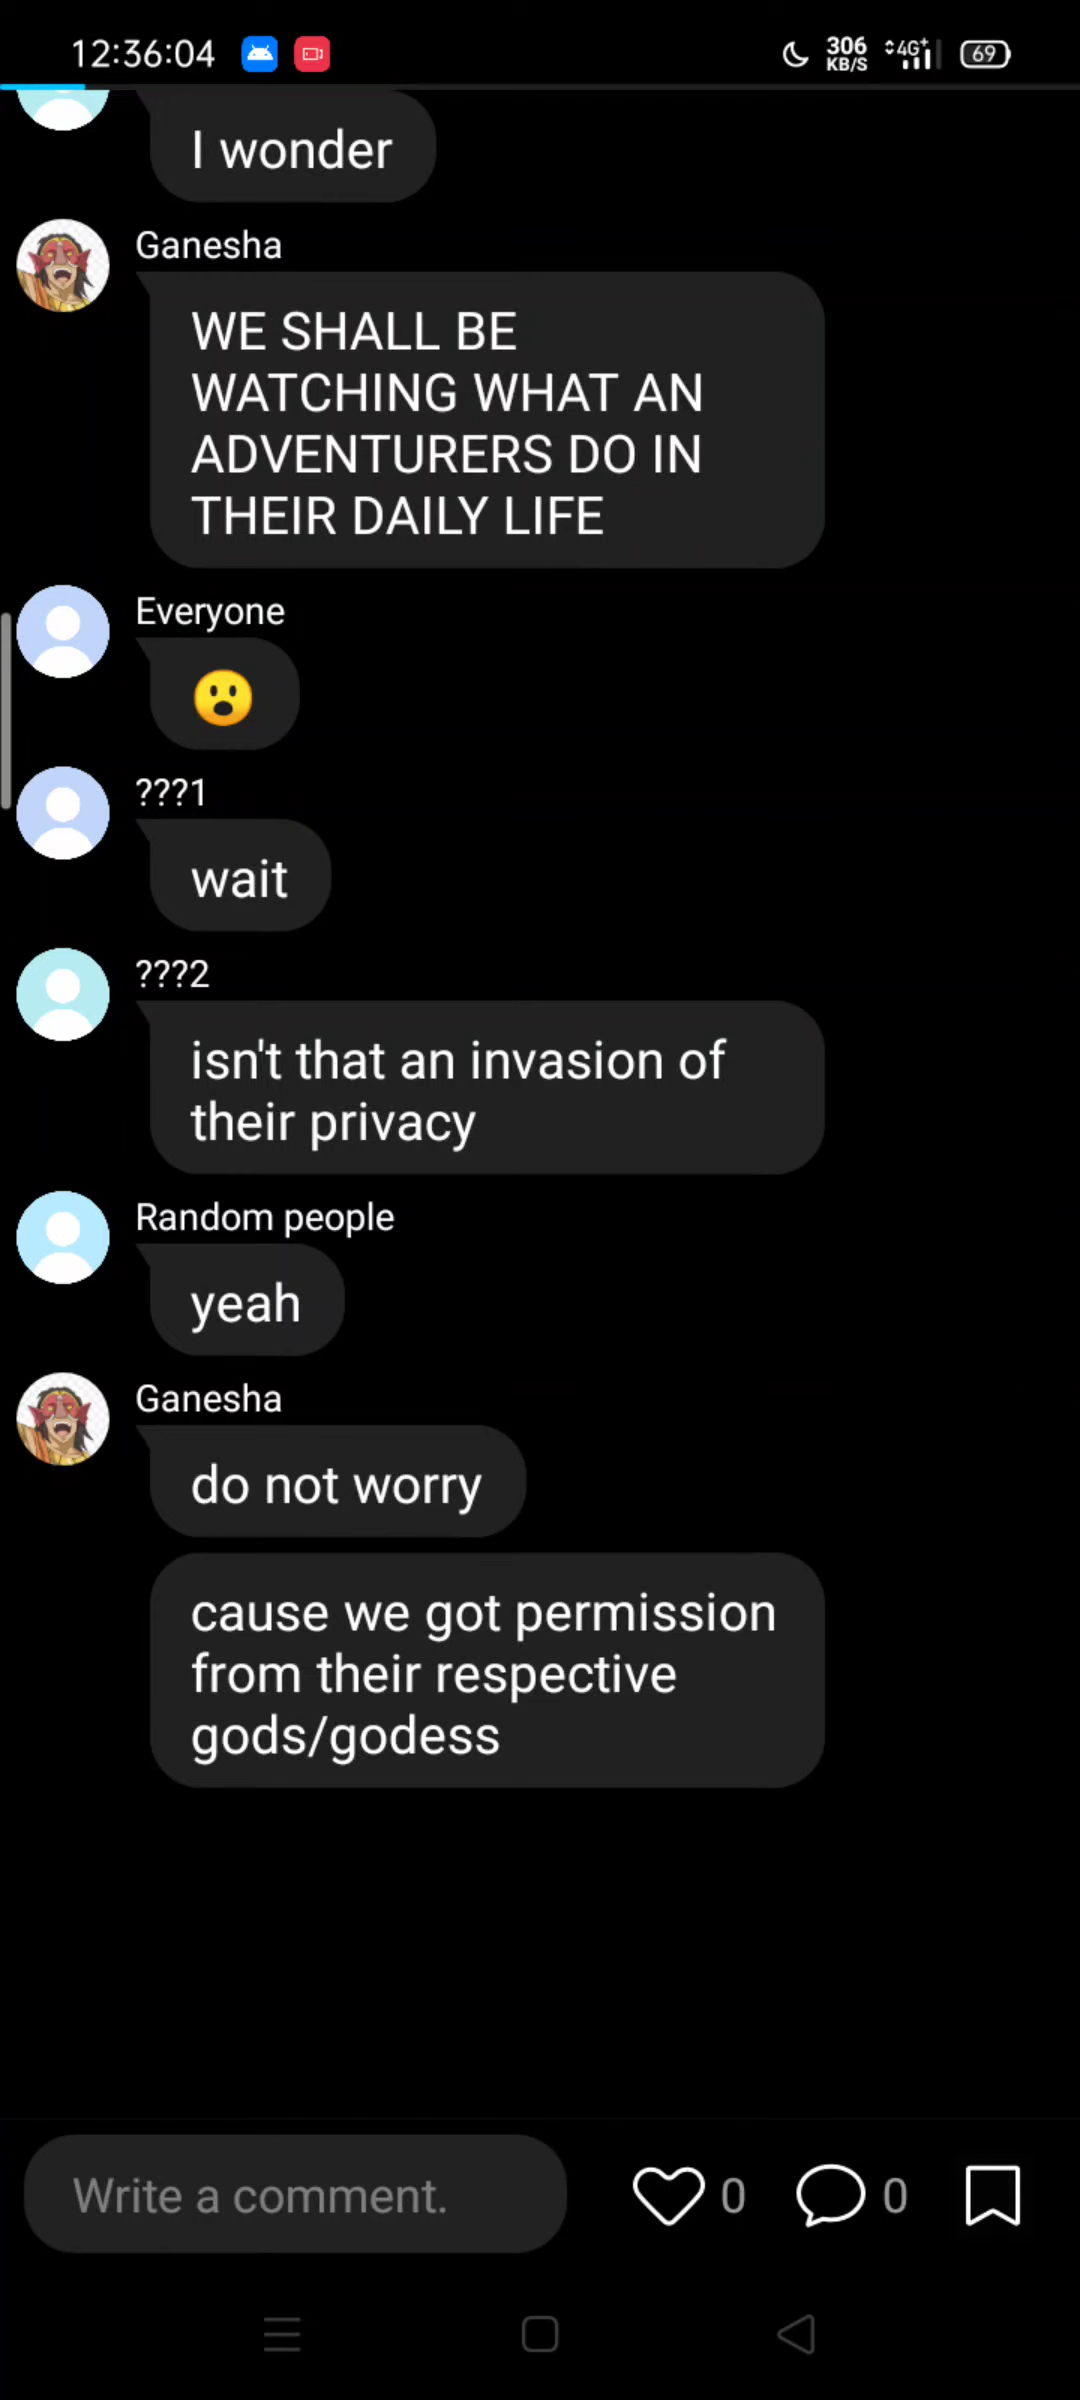 12:36:04
306
KB/S
4G+
69
I wonder
Ganesha
WE SHALL BE
WATCHING WHAT AN
ADVENTURERS DO IN
THEIR DAILY LIFE
Everyone
😮
???1
wait
???2
isn't that an invasion of
their privacy
Random people
yeah
Ganesha
do not worry
cause we got permission
from their respective
gods/godess
Write a comment.
0
0